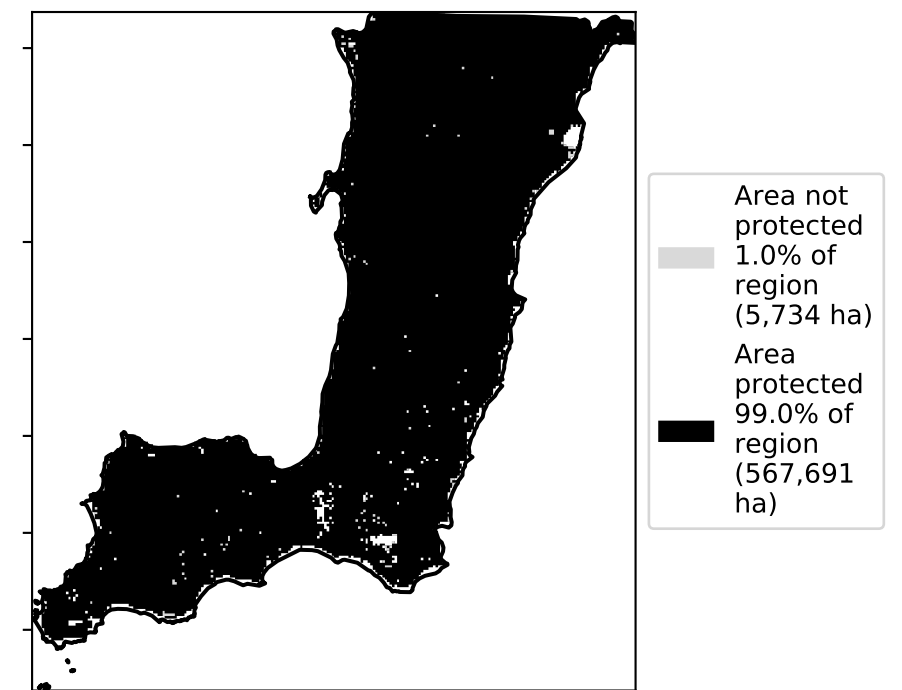 Area not
protected
1.0% of
region
(5,734 ha)
Area
protected
99.0% of
region
(567,691
ha)